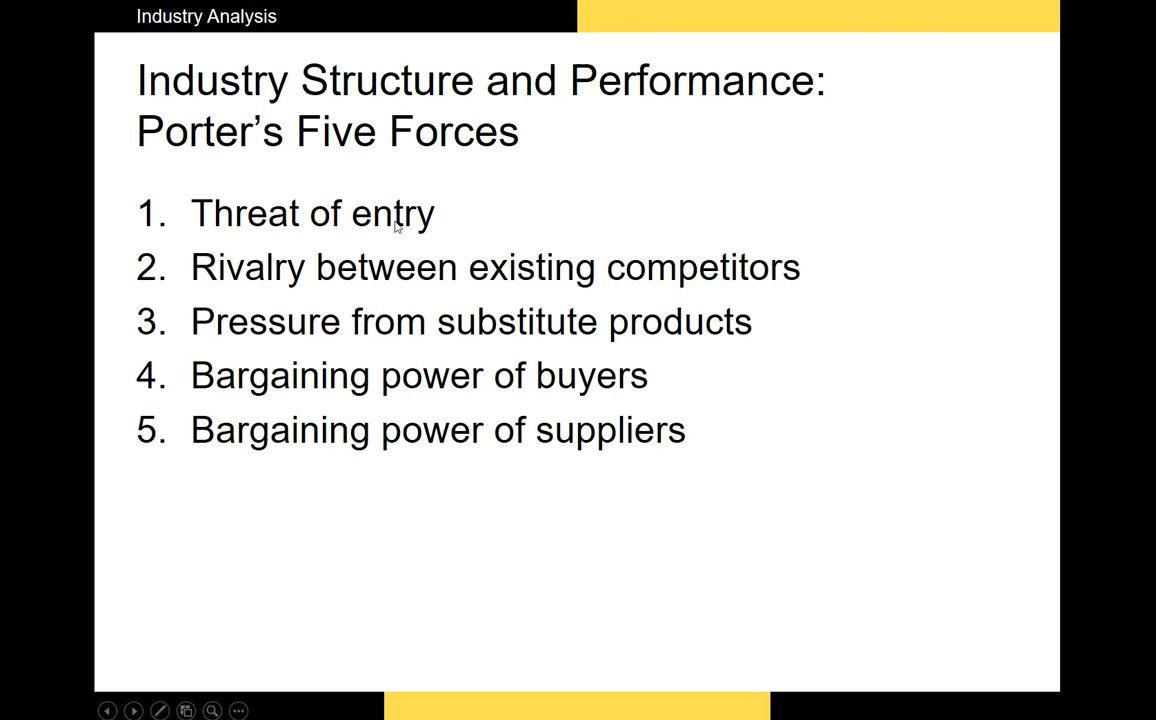 Industry Analysis
Industry Structure and Performance:
Porter’s Five Forces
1. Threat of entry
2. Rivalry between existing competitors
3. Pressure from substitute products
4. Bargaining power of buyers
5. Bargaining power of suppliers